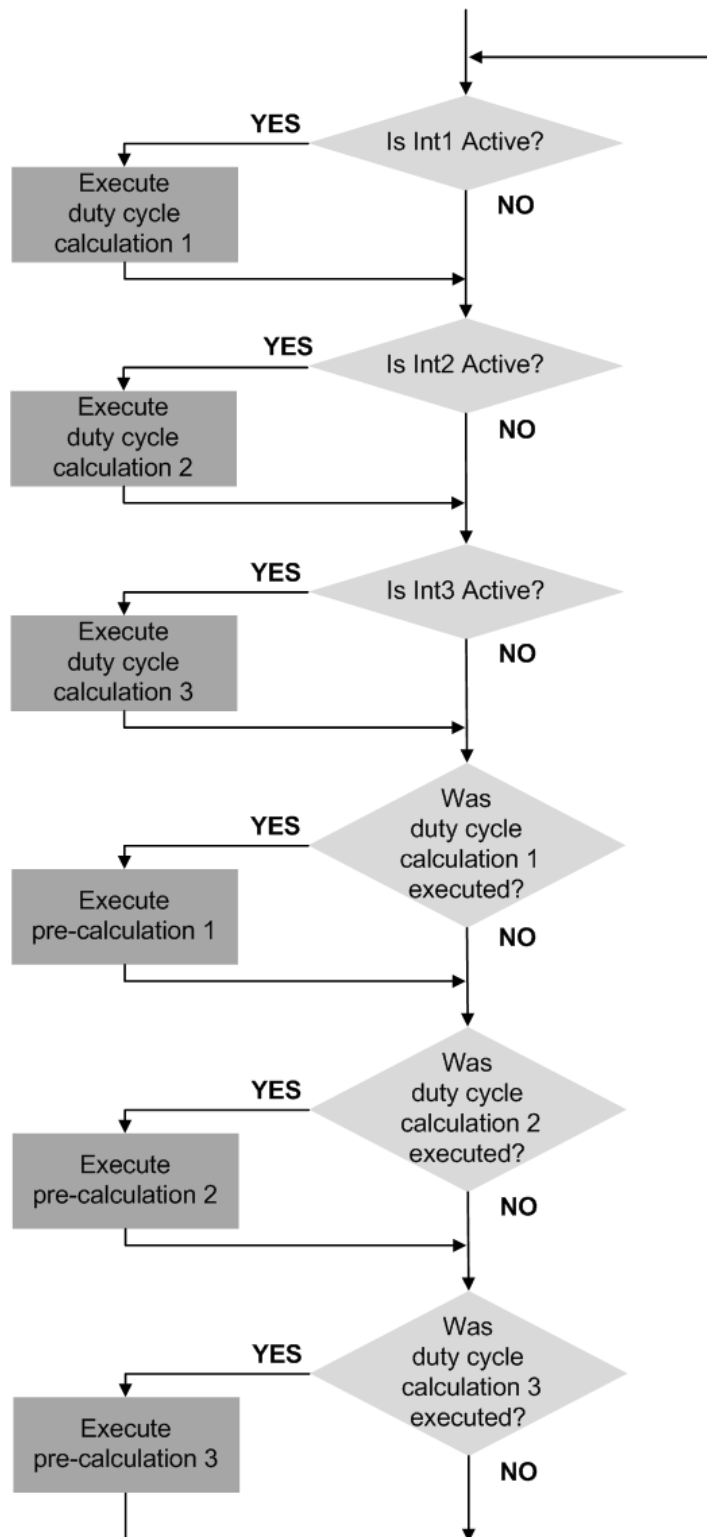 YES
Is Int1 Active?
Execute
duty cycle
calculation 1
NO
YES
Is Int2 Active?
Execute
duty cycle
calculation 2
NO
YES
Is Int3 Active?
Execute
duty cycle
calculation 3
NO
Was
duty cycle
calculation 1
executed?
YES
Execute
pre-calculation 1
NO
Was
duty cycle
calculation 2
executed?
YES
Execute
pre-calculation 2
NO
Was
duty cycle
calculation 3
executed?
YES
Execute
pre-calculation 3
NO